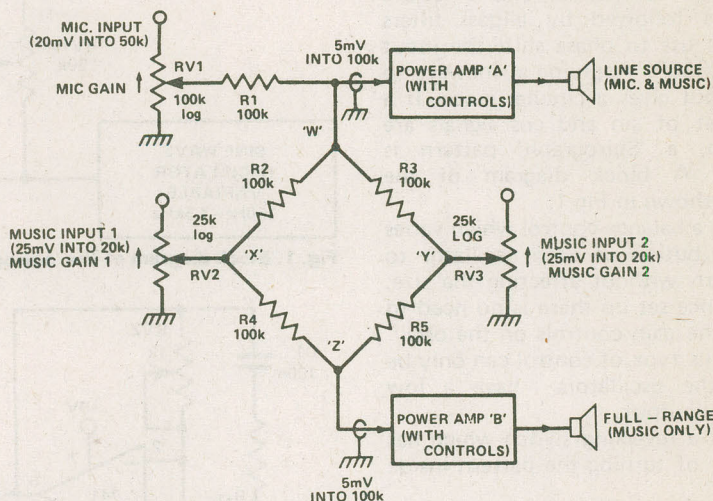 MIC. INPUT
(20mV INTO 50k)
RV1
MIC GAIN
100k
log
R1
100k
5mV
INTO 100k
POWER AMP 'A'
(WITH
CONTROLS)
LINE SOURCE
(MIC. & MUSIC)
'W'
R2
100k
R3
100k
MUSIC INPUT 1
(25mV INTO 20k)
MUSIC GAIN 1
25k
log
RV2
'X'
'Y'
25k
LOG
RV3
MUSIC INPUT 2
(25mV INTO 20k)
MUSIC GAIN 2
R4
100k
R5
100k
'Z'
POWER AMP 'B'
(WITH
CONTROLS)
FULL – RANGE
(MUSIC ONLY)
5mV
INTO 100k